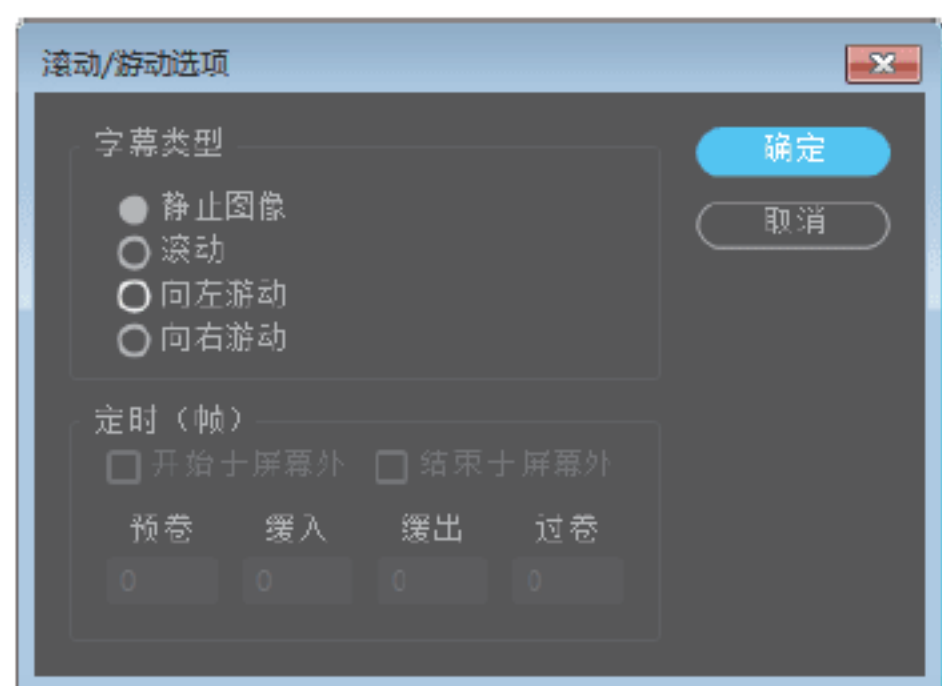 滚动/游动选项
字幕类型
确定
静止图像
取消
滚动
向左游动
向右游动
定时（帧）
开始于屏幕外 结束于屏幕外
预卷 缓入 缓出 过卷
0 0 0 0